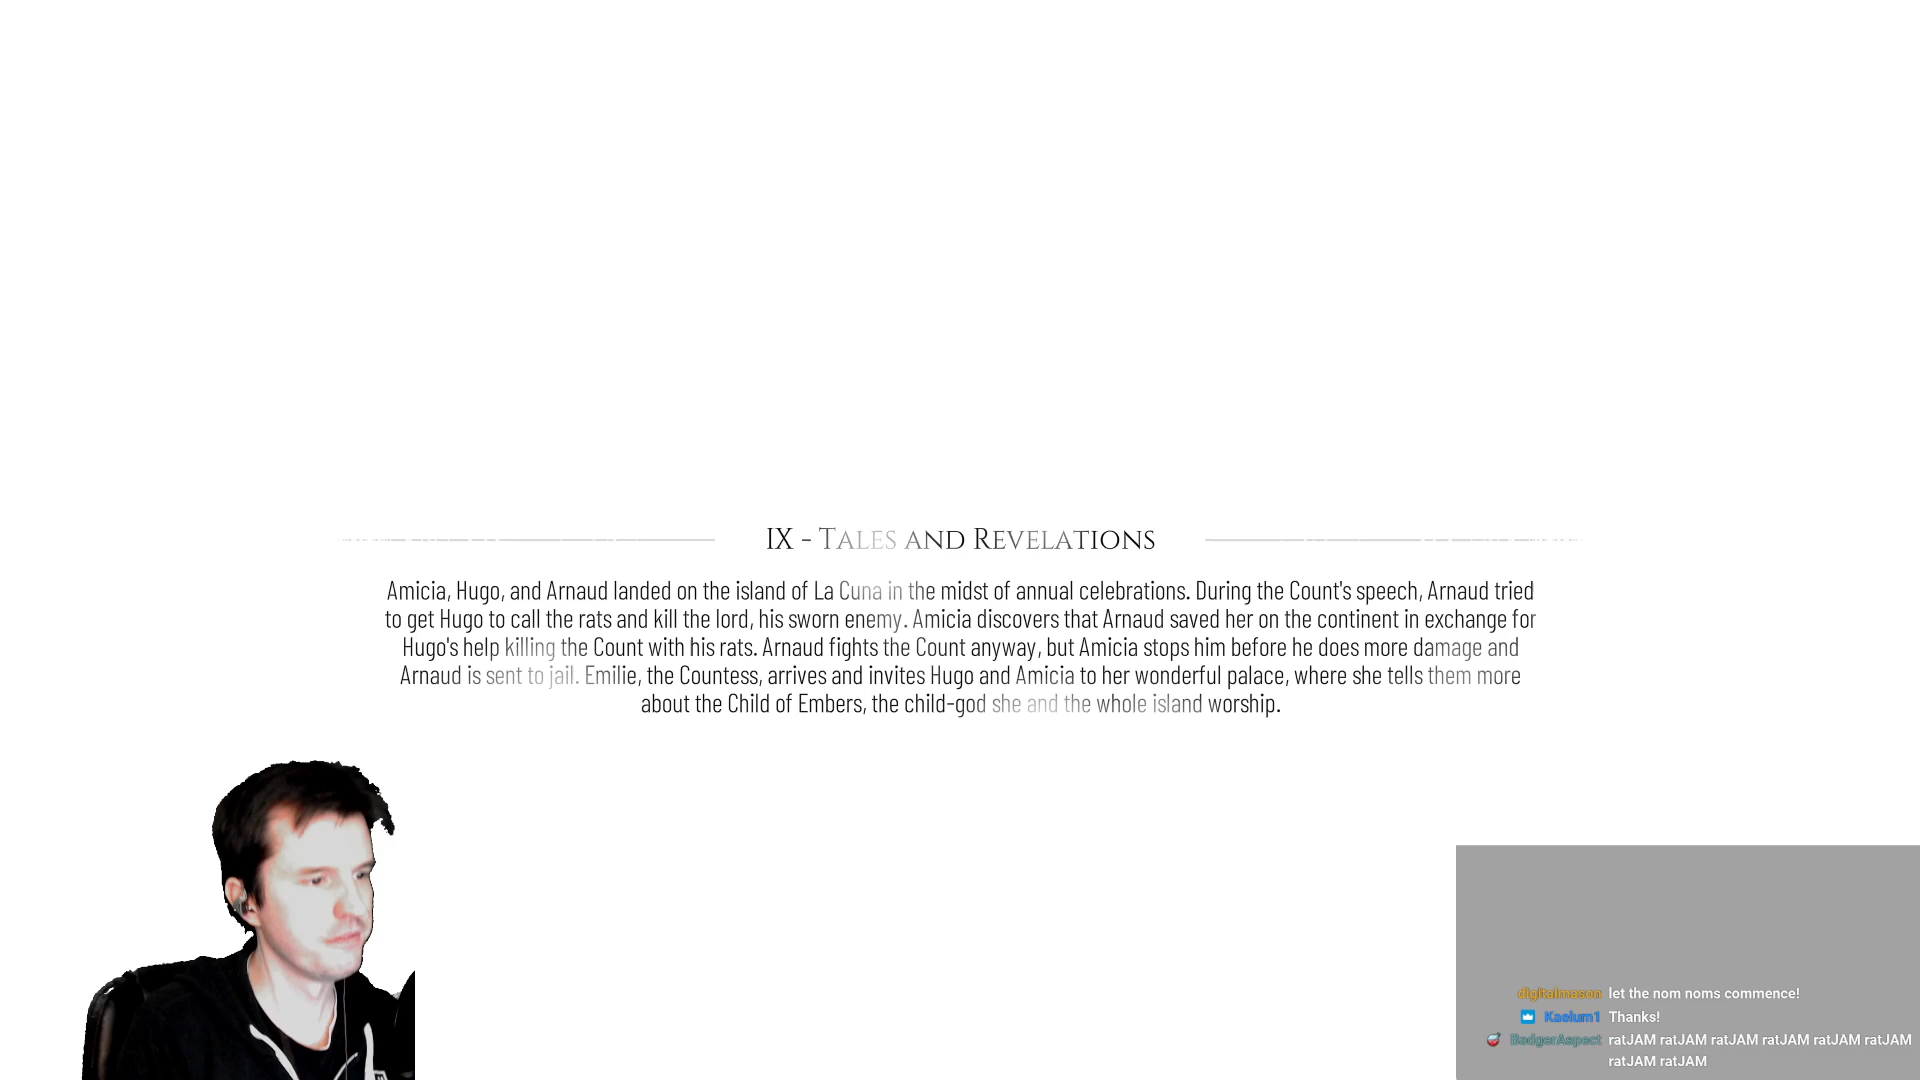 IX - Tales and Revelations
Amicia, Hugo, and Arnaud landed on the island of La Cuna in the midst of annual celebrations. During the Count's speech, Arnaud tried
to get Hugo to call the rats and kill the lord, his sworn enemy. Amicia discovers that Arnaud saved her on the continent in exchange for
Hugo's help killing the Count with his rats. Arnaud fights the Count anyway, but Amicia stops him before he does more damage and
Arnaud is sent to jail. Emilie, the Countess, arrives and invites Hugo and Amicia to her wonderful palace, where she tells them more
about the Child of Embers, the child-god she and the whole island worship.
digitalmason let the nom noms commence!
Kaelum1 Thanks!
BadgerAspect ratJAM ratJAM ratJAM ratJAM ratJAM ratJAM
ratJAM ratJAM